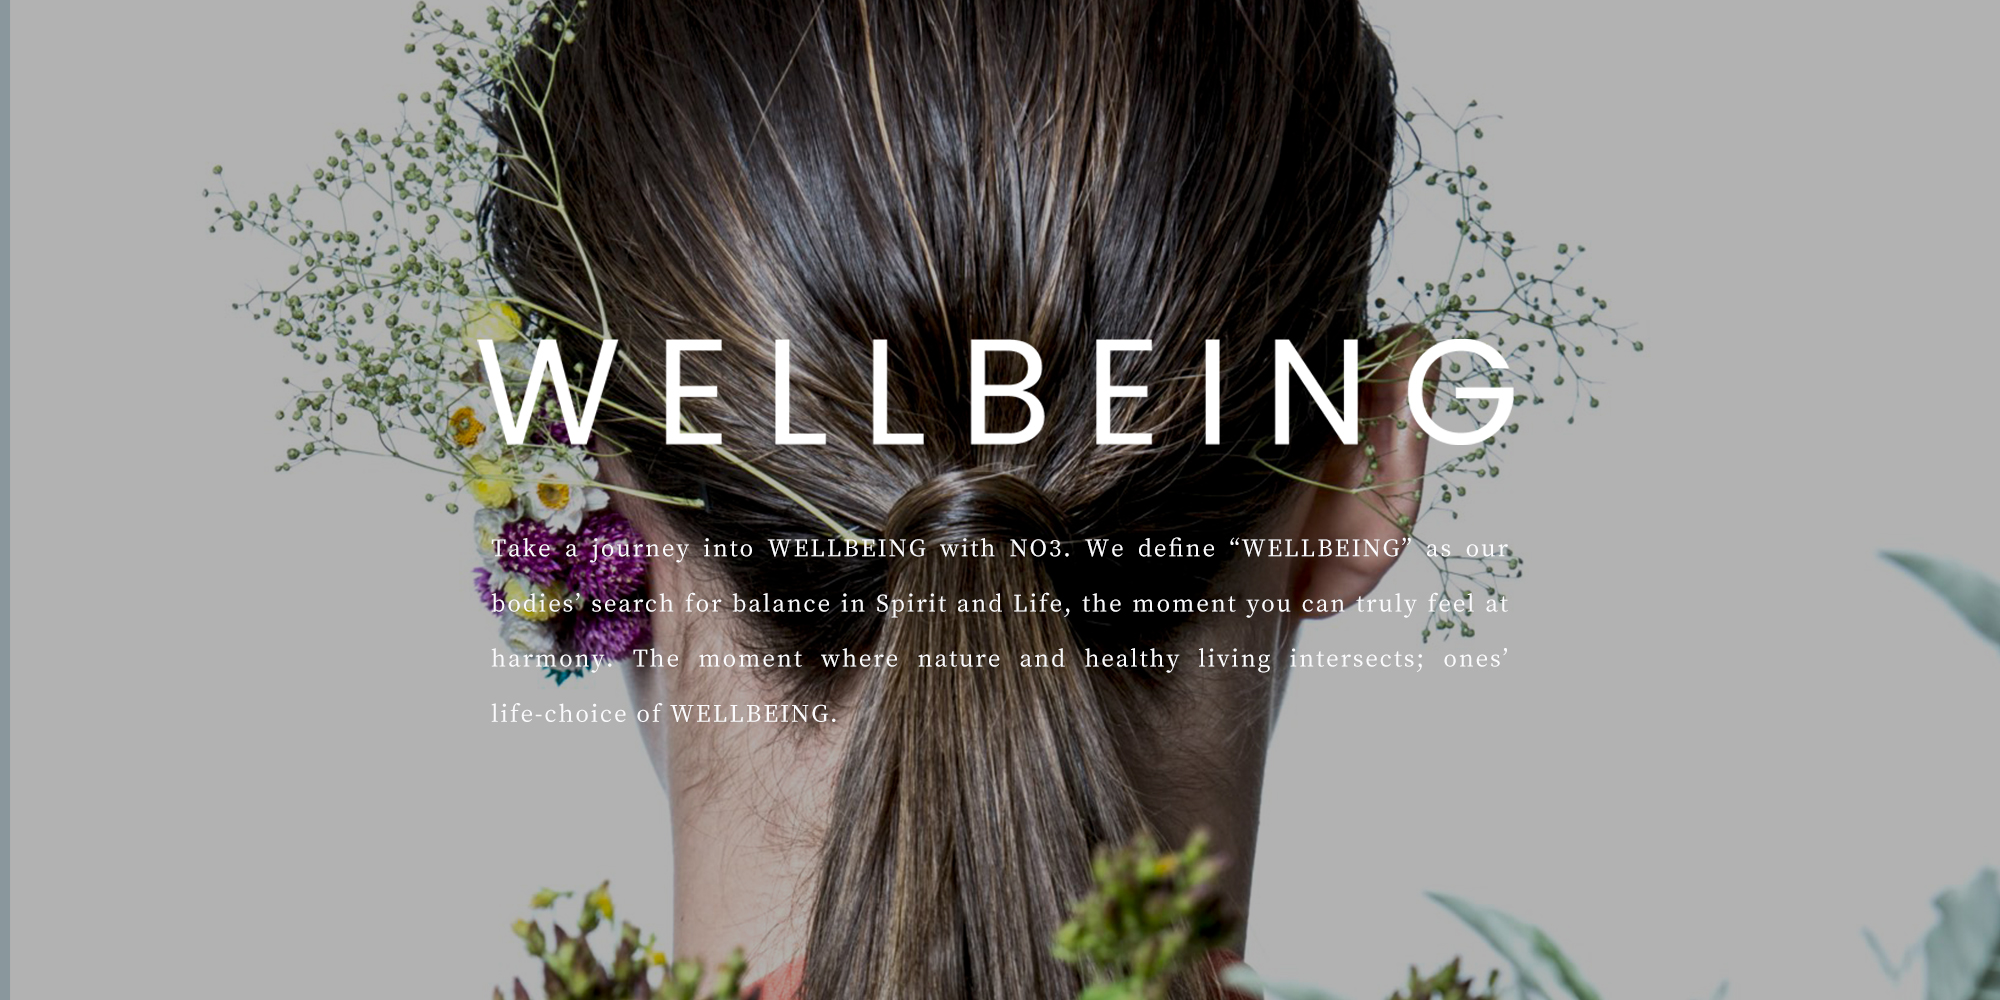 WELLBEING
Take a journey into WELLBEING with NO3. We define “WELLBEING” as our
bodies’ search for balance in Spirit and Life, the moment you can truly feel at
harmony. The moment where nature and healthy living intersects; ones’
life-choice of WELLBEING.